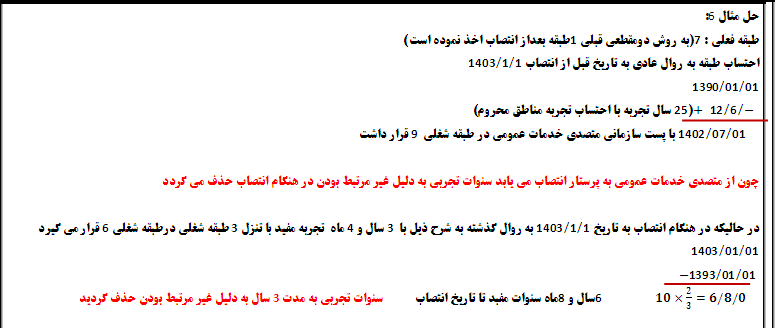 حل مثال 5:
طبقه فعلی : 7(به روش دومقطعی قبلی 1طبقه بعداز انتصاب اخذ نموده است)
احتساب طبقه به روال عادی به تاریخ قبل از انتصاب 1403/1/1
1390/01/01
25) + 12/6/– سال تجربه با احتساب تجربه مناطق محروم)
1402/07/01 با پست سازمانی متصدی خدمات عمومی در طبقه شغلی 9 قرار داشت
چون از متصدی خدمات عمومی به پرستار انتصاب می یابد سنوات تجربی به دلیل غیر مرتبط بودن در هنگام انتصاب حذف می گردد
در حالیکه در هنگام انتصاب به تاریخ 1403/1/1 به روال گذشته به شرح ذیل با 3 سال و 4 ماه تجربه مفید با تنزل 3 طبقه شغلی درطبقه شغلی 6 قرار می گیرد
1403/01/01
−1393/01/01
10 ×2/3 = 6/8/0 6سال و 8ماه سنوات مفید تا تاریخ انتصاب سنوات تجربی به مدت 3 سال به دلیل غیر مرتبط بودن حذف گردید